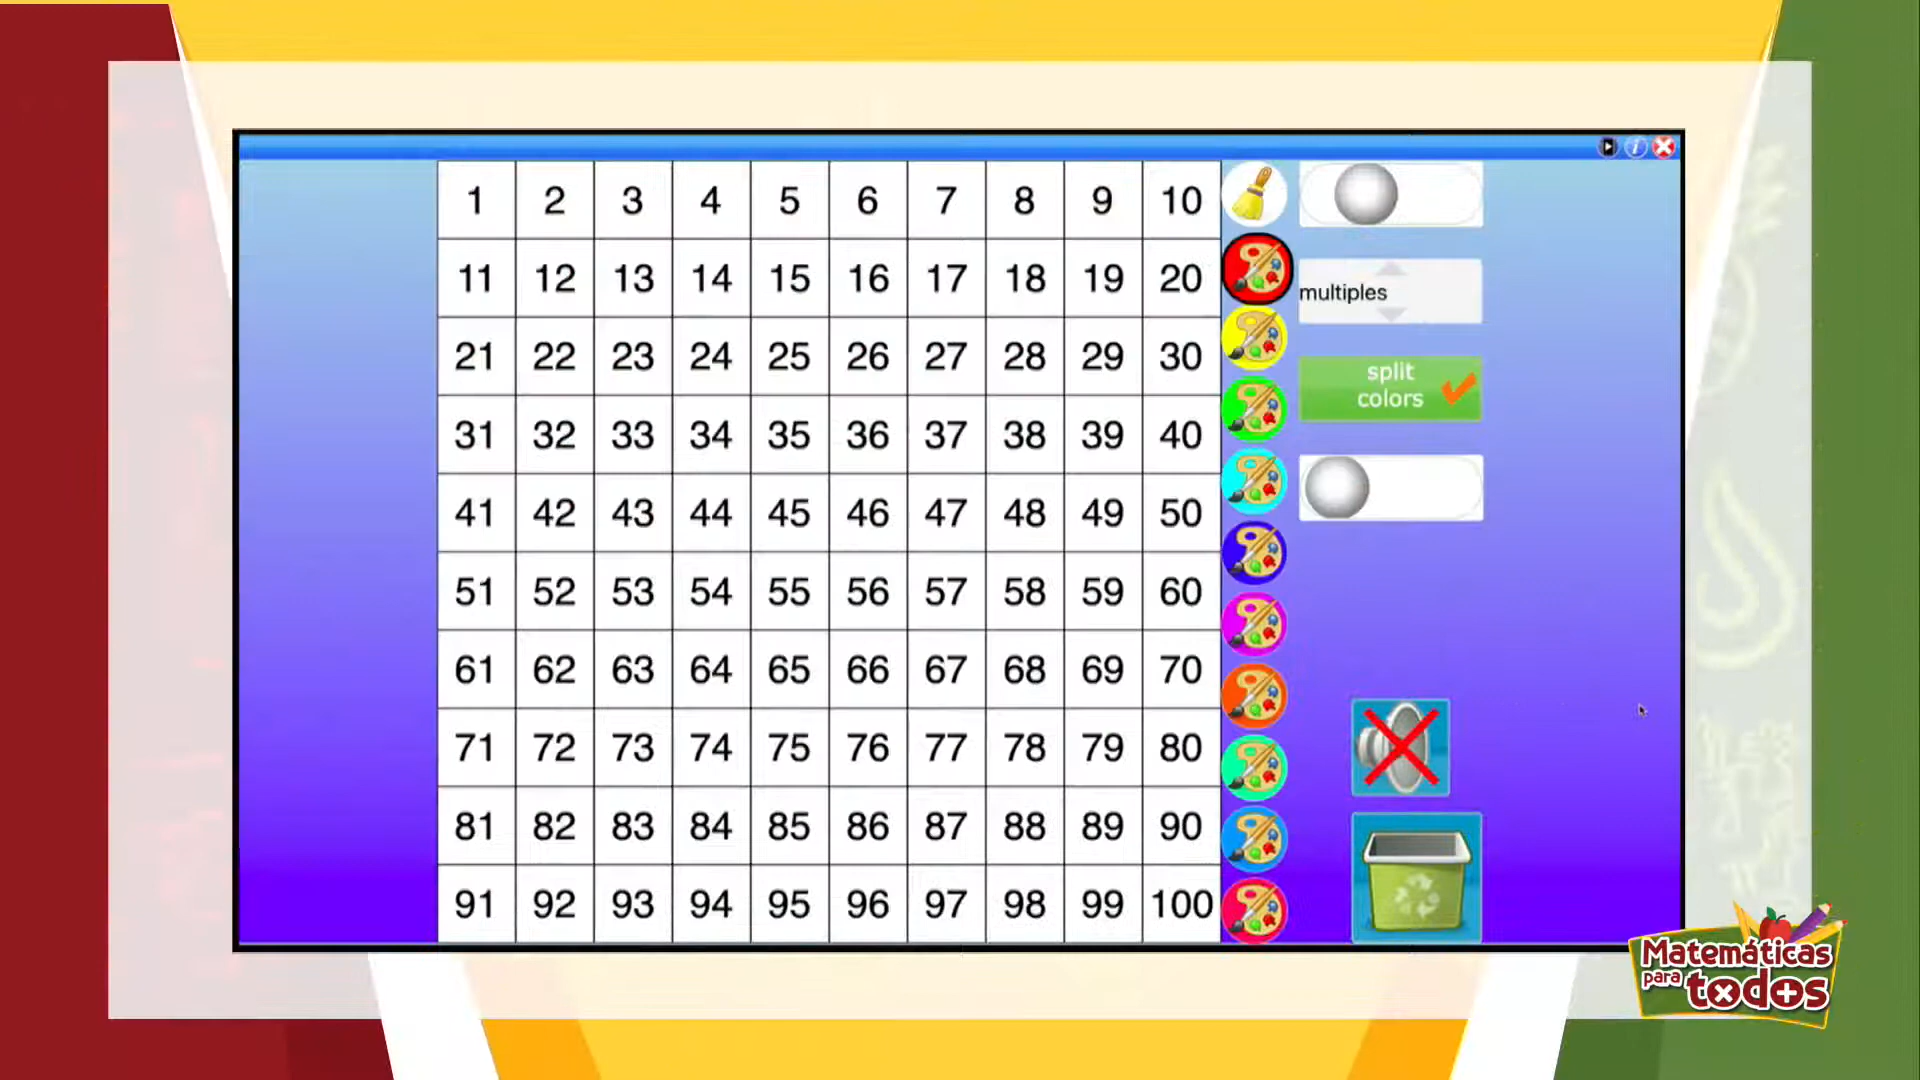 1 2 3 4 5 6 7 8 9 10
11 12 13 14 15 16 17 18 19 20
21 22 23 24 25 26 27 28 29 30
31 32 33 34 35 36 37 38 39 40
41 42 43 44 45 46 47 48 49 50
51 52 53 54 55 56 57 58 59 60
61 62 63 64 65 66 67 68 69 70
71 72 73 74 75 76 77 78 79 80
81 82 83 84 85 86 87 88 89 90
91 92 93 94 95 96 97 98 99 100
multiples
split
colors
Matemáticas
para todos